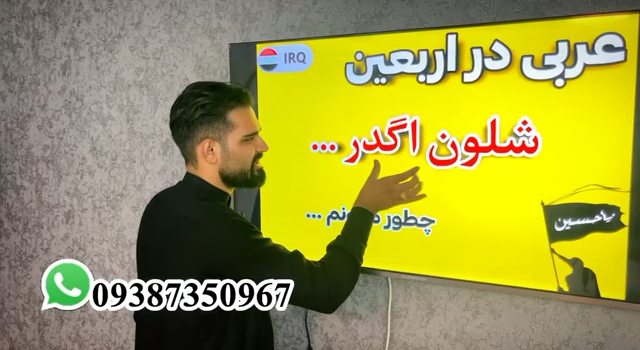 IRQ
عربی در اربعین
شلون اگدر ...
چطور ... 
یاحسین
09387350967